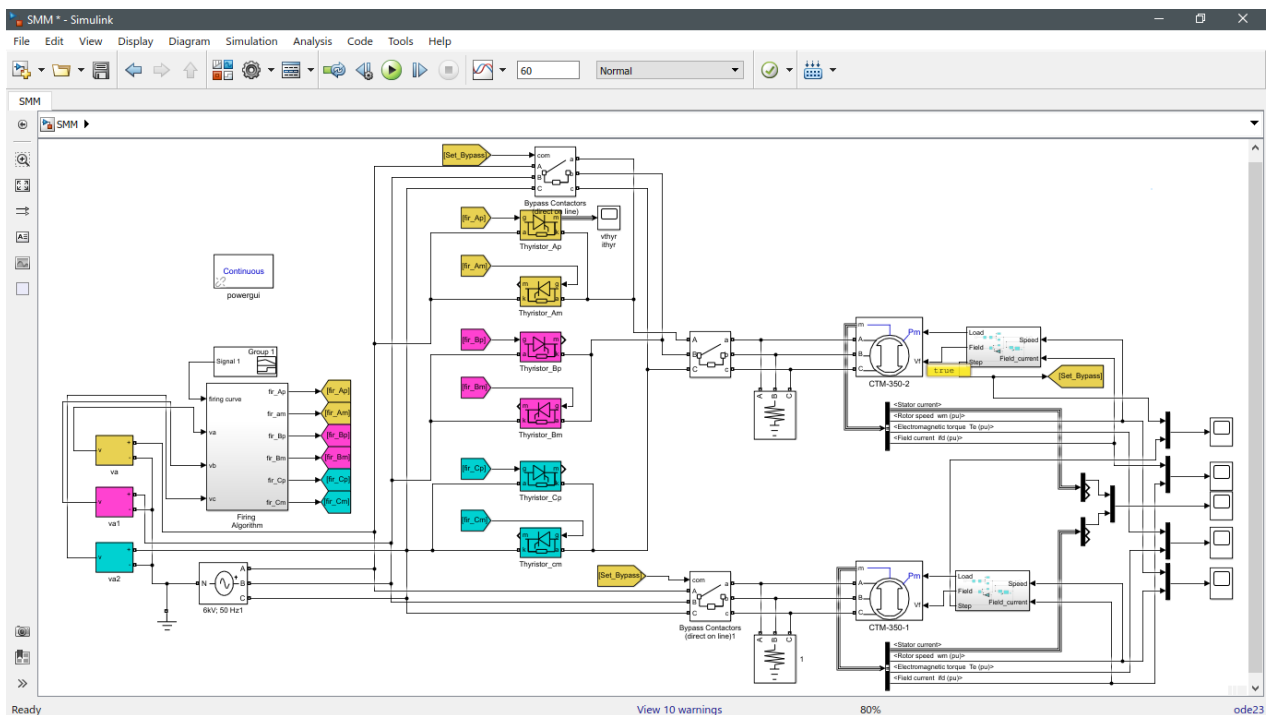 SMM * - Simulink
File Edit View Display Diagram Simulation Analysis Code Tools Help
60
Normal
SMM
SMM
[Set_Bypass]
com
A
B
C
a
b
c
Bypass Contactors
(direct on line)
[fir_Ap]
g
m
a
k
Thyristor_Ap
vthyr
ithyr
[fir_Am]
m
g
k
a
Thyristor_Am
Continuous
powergui
[fir_Bp]
g
m
a
k
Thyristor_Bp
[fir_Bm]
m
g
k
a
Thyristor_Bm
[fir_Cp]
g
m
a
k
Thyristor_Cp
[fir_Cm]
m
g
k
a
Thyristor_cm
Group 1
Signal 1
firing curve
va
vb
vc
fir_Ap
fir_am
fir_Bp
fir_Bm
fir_Cp
fir_Cm
Firing
Algorithm
[fir_Ap]
[fir_Am]
[fir_Bp]
[fir_Bm]
[fir_Cp]
[fir_Cm]
v
+
-
va
v
+
-
va1
v
+
-
va2
N
A
B
C
6kV; 50 Hz1
A
B
C
a
b
c
A B C
m
A
B
C
Pm
Vf
CTM-350-2
Load
Field
Step
Speed
Field_current
true
[Set_Bypass]
<Stator current>
<Rotor speed wm (pu)>
<Electromagnetic torque Te (pu)>
<Field current Ifd (pu)>
[Set_Bypass]
com
A
B
C
a
b
c
Bypass Contactors
(direct on line)1
A B C
1
m
A
B
C
Pm
Vf
CTM-350-1
Load
Field
Step
Speed
Field_current
<Stator current>
<Rotor speed wm (pu)>
<Electromagnetic torque Te (pu)>
<Field current Ifd (pu)>
Ready
View 10 warnings
80%
ode23